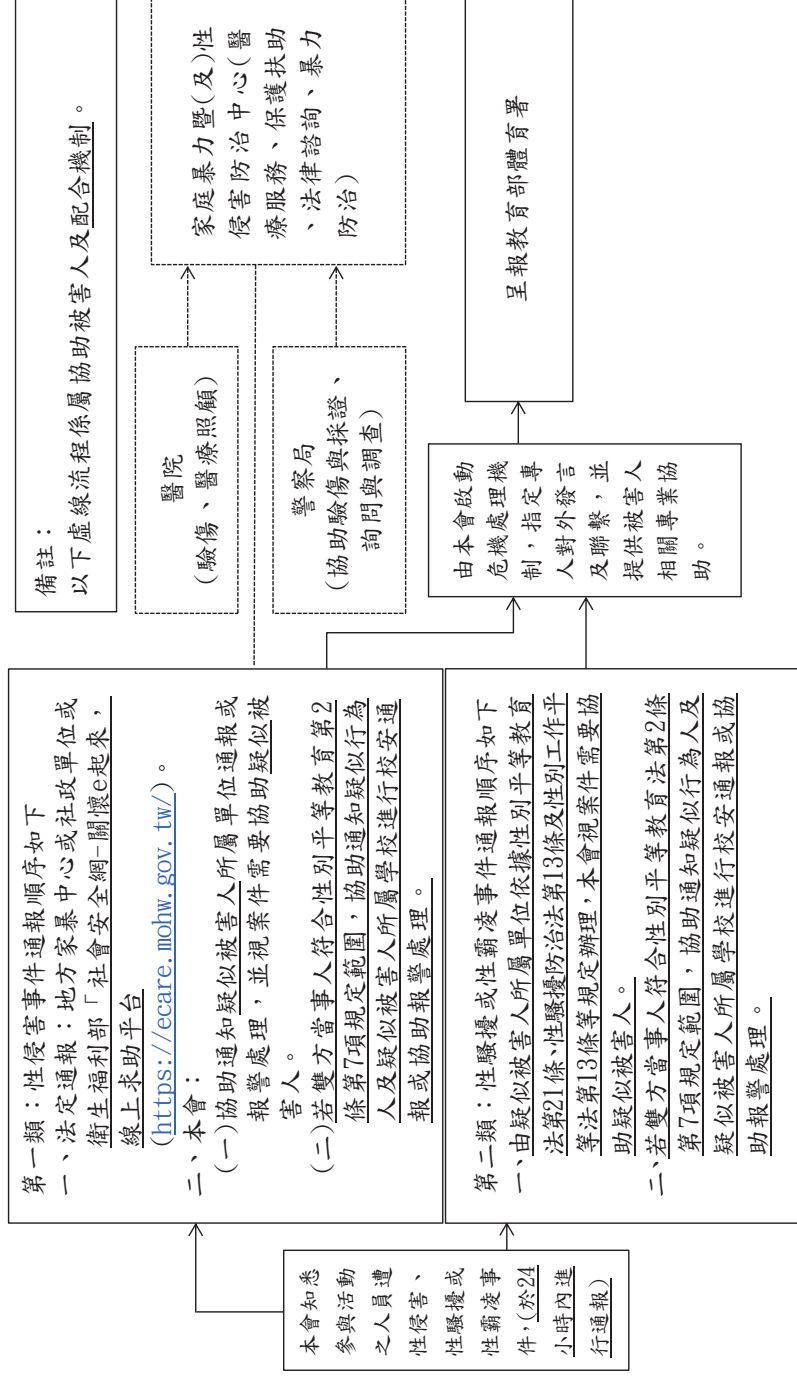 本會知悉
參與活動
之人員遭
性侵害、
性騷擾或
性霸凌事
件,(於24
小時內進
行通報)
第一類：性侵害事件通報順序如下
一、法定通報：地方家暴中心或社政單位或
衛生福利部「社會安全網-關懷e起來，
線上求助平台
(https://ecare.mohw.gov.tw/)。
二、本會：
(一)協助通知疑似被害人所屬單位通報或
報警處理，並視案件需要協助疑似被
害人。
(二)若雙方當事人符合性別平等教育第2
條第7項規定範圍，協助通知疑似行為
人及疑似被害人所屬學校進行校安通
報或協助報警處理。
第二類：性騷擾或性霸凌事件通報順序如下
一、由疑似被害人所屬單位依據性別平等教育
法第21條、性騷擾防治法第13條及性別工作平
等法第13條等規定辦理，本會視案件需要協
助疑似被害人。
二、若雙方當事人符合性別平等教育法第2條
第7項規定範圍，協助通知疑似行為人及
疑似被害人所屬學校進行校安通報或協
助報警處理。
備註：
以下虛線流程係屬協助被害人及配合機制。
醫院
(驗傷、醫療照顧)
警察局
(協助驗傷與採證、
詢問與調查)
家庭暴力暨(及)性
侵害防治中心(醫
療服務、保護扶助
、法律諮詢、暴力
防治)
由本會啟動
危機處理機
制，指定專
人對外發言
及聯繫，並
提供被害人
相關專業協
助。
呈報教育部體育署